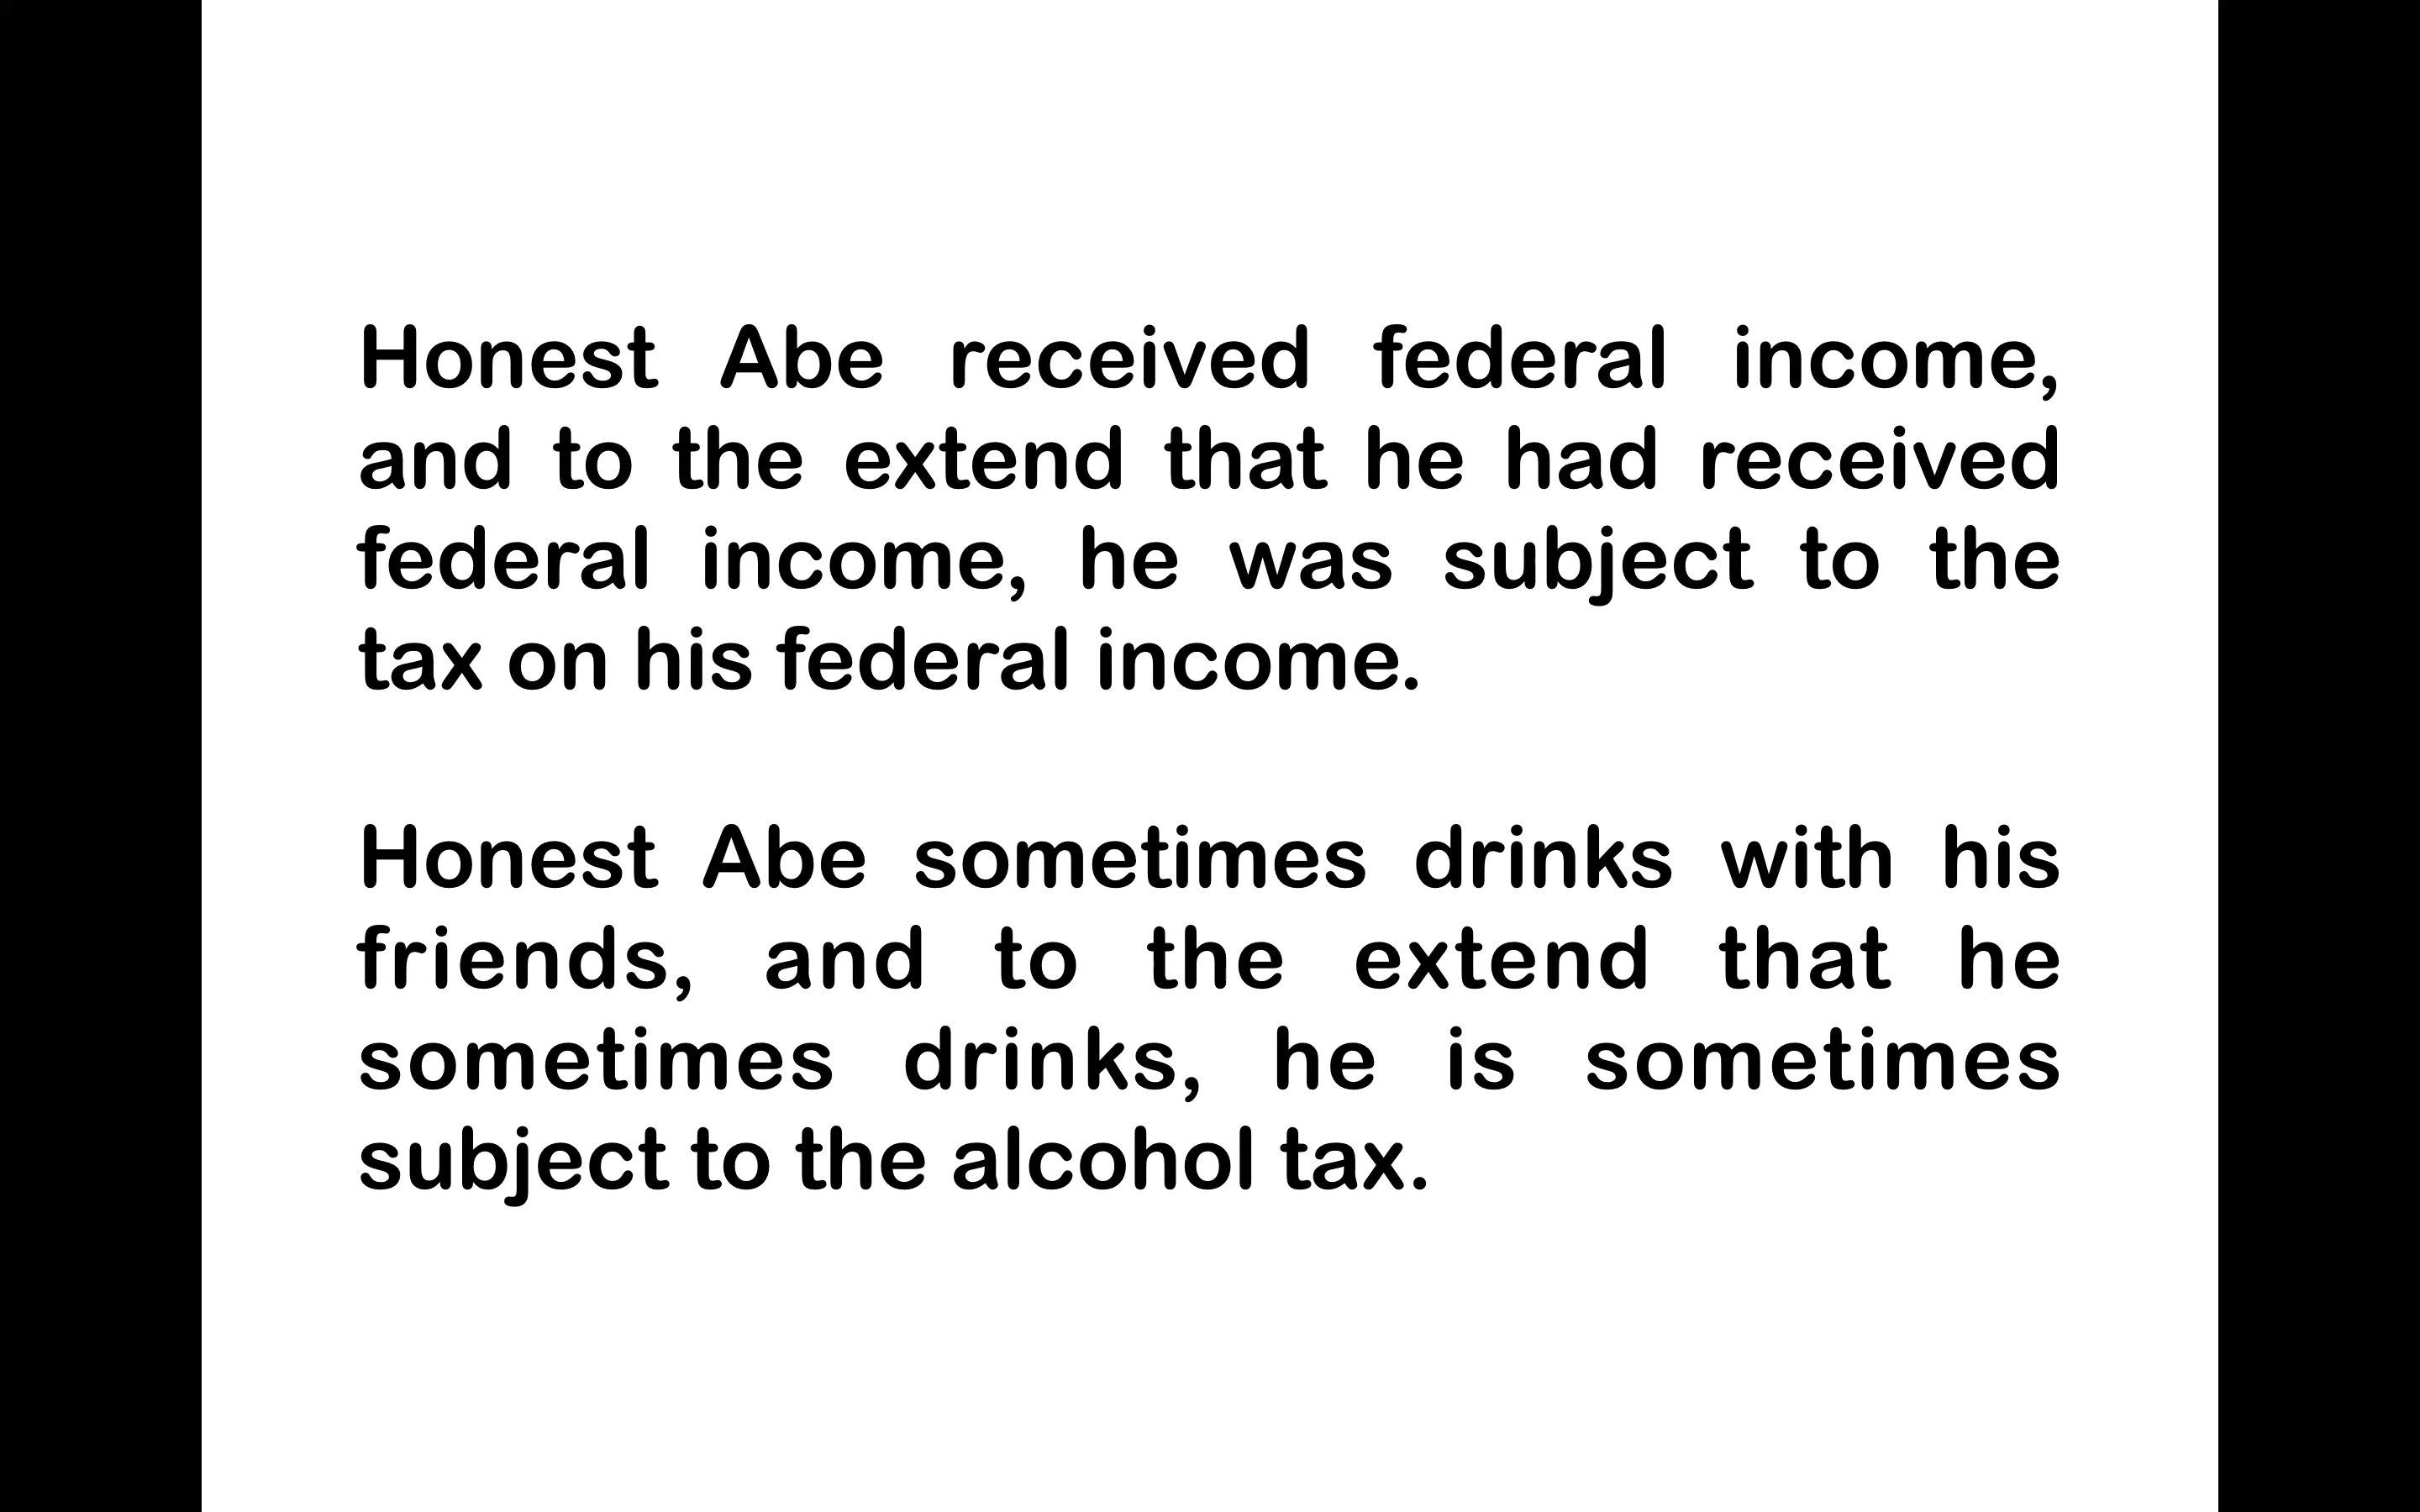 Honest Abe received federal income,
and to the extend that he had received
federal income, he was subject to the
tax on his federal income.
Honest Abe sometimes drinks with his
friends, and to the extend that he
sometimes drinks, he is sometimes
subject to the alcohol tax.